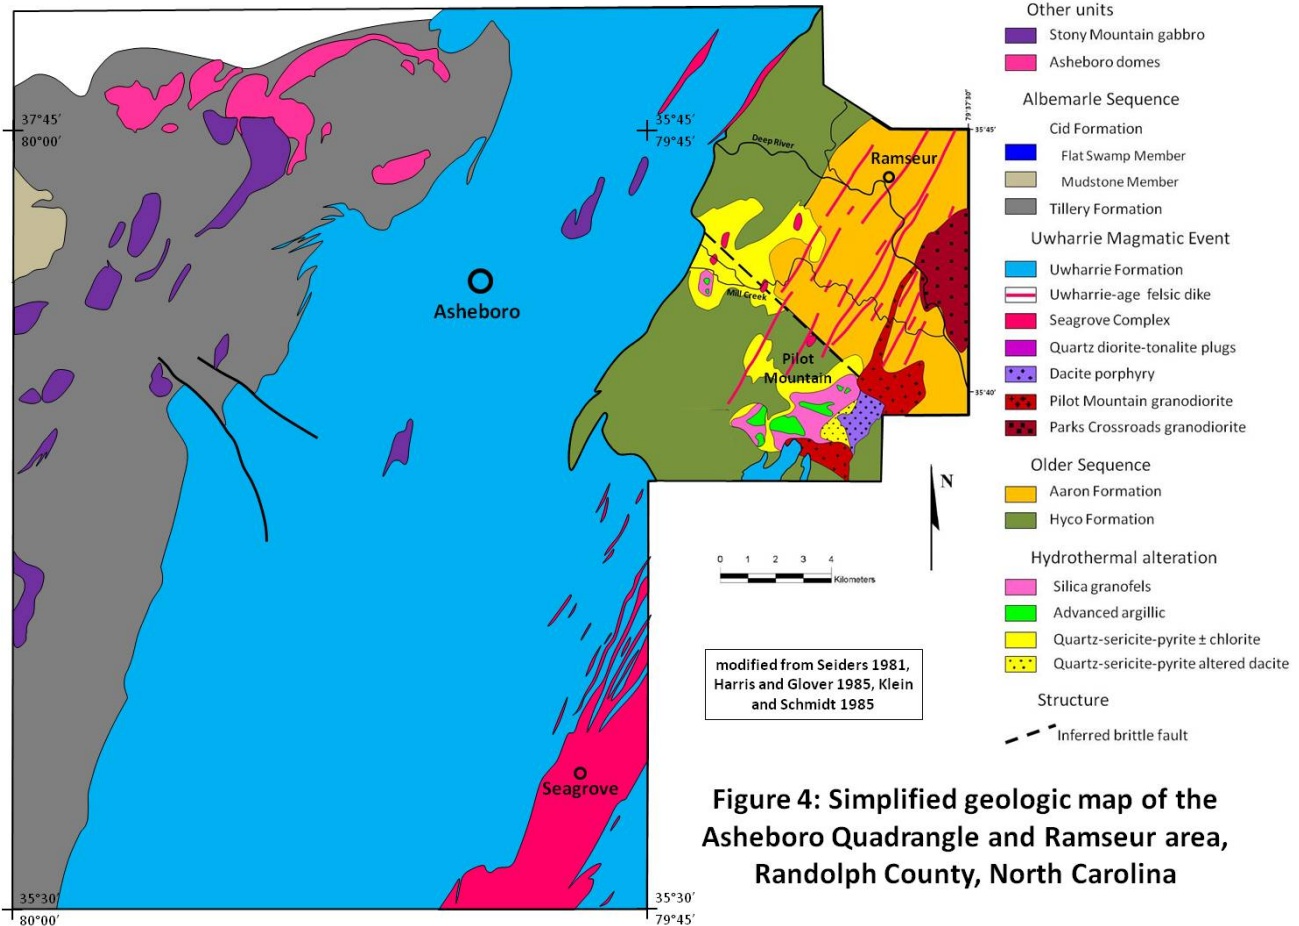 37°45′
80°00′
35°45′
79°45′
79°37'30"
35°45'
Deep River
Ramseur
Asheboro
Mill Creek
Pilot
Mountain
35°40'
N
0 1 2 3 4
Kilometers
modified from Seiders 1981,
Harris and Glover 1985, Klein
and Schmidt 1985
Seagrove
35°30′
80°00′
35°30′
79°45′
Other units
Stony Mountain gabbro
Asheboro domes
Albemarle Sequence
Cid Formation
Flat Swamp Member
Mudstone Member
Tillery Formation
Uwharrie Magmatic Event
Uwharrie Formation
Uwharrie-age felsic dike
Seagrove Complex
Quartz diorite-tonalite plugs
Dacite porphyry
Pilot Mountain granodiorite
Parks Crossroads granodiorite
Older Sequence
Aaron Formation
Hyco Formation
Hydrothermal alteration
Silica granofels
Advanced argillic
Quartz-sericite-pyrite ± chlorite
Quartz-sericite-pyrite altered dacite
Structure
Inferred brittle fault
Figure 4: Simplified geologic map of the
Asheboro Quadrangle and Ramseur area,
Randolph County, North Carolina